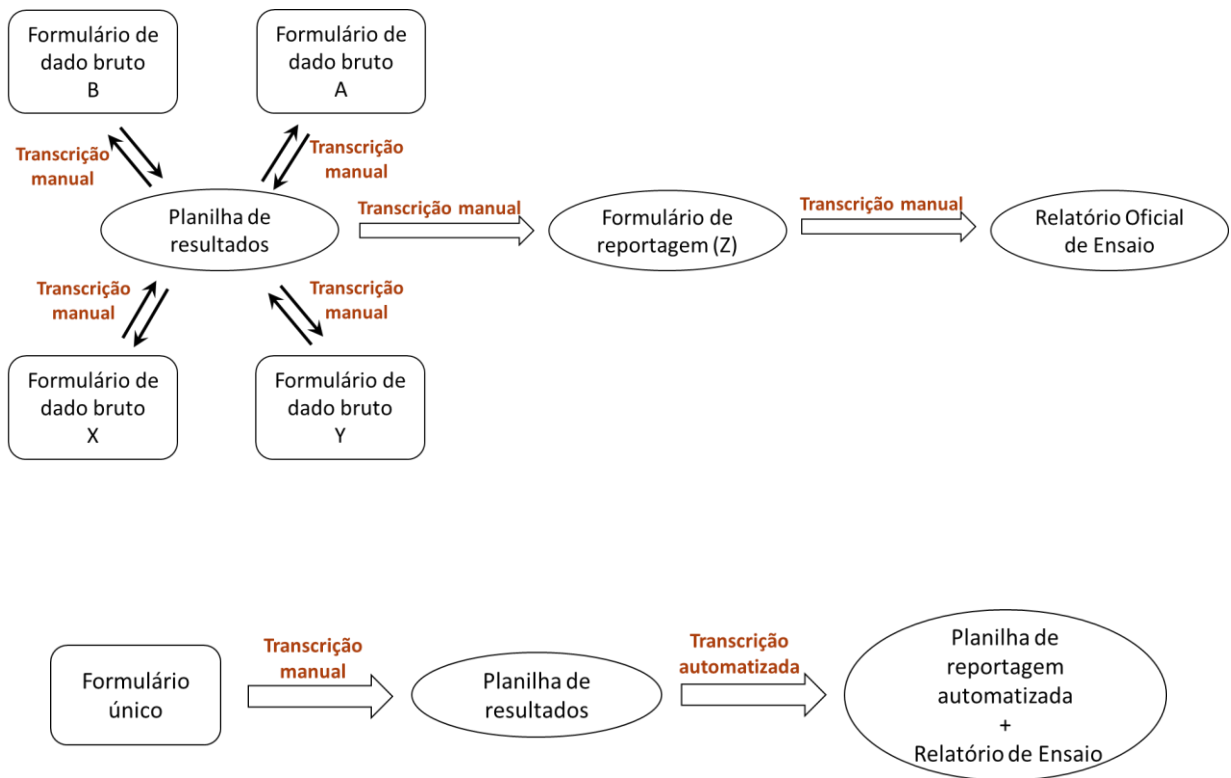 Formulário de
dado bruto
B
Formulário de
dado bruto
A
Transcrição
manual
Transcrição
manual
Planilha de
resultados
Transcrição manual
Formulário de
reportagem (Z)
Transcrição manual
Relatório Oficial
de Ensaio
Transcrição
manual
Transcrição
manual
Formulário de
dado bruto
X
Formulário de
dado bruto
Y
Formulário
único
Transcrição
manual
Planilha de
resultados
Transcrição
automatizada
Planilha de
reportagem
automatizada
+
Relatório de Ensaio